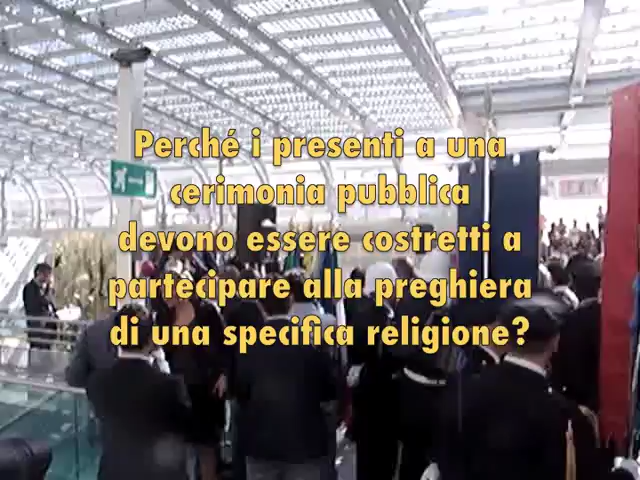 Perché i presenti a una
cerimonia pubblica
devono essere costretti a
partecipare alla preghiera
di una specifica religione?